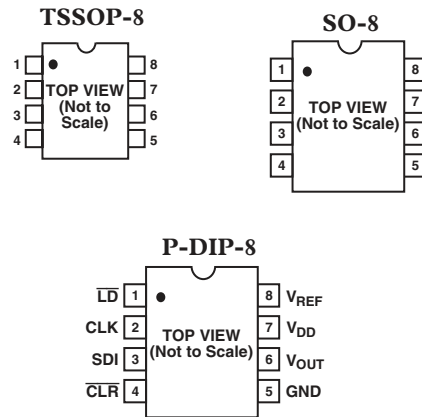 TSSOP-8
1 8
2 TOP VIEW 7
(Not to
3 Scale) 6
4 5
SO-8
1 8
2 TOP VIEW 7
(Not to Scale)
3 6
4 5
P-DIP-8
L̅D̅ 1 8 VREF
CLK 2 TOP VIEW 7 VDD
(Not to Scale)
SDI 3 6 VOUT
C̅L̅R̅ 4 5 GND